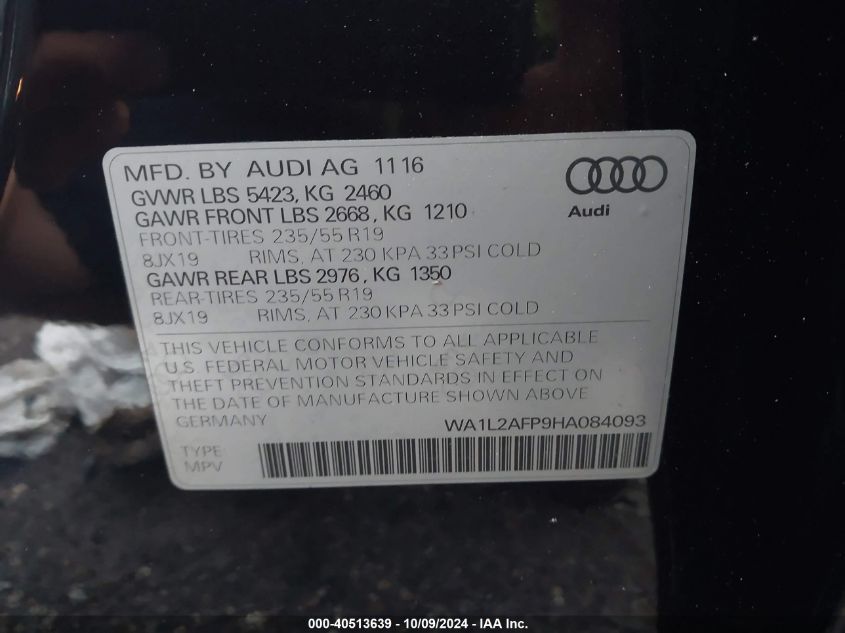 MFD. BY AUDI AG 11 16
GVWR LBS 5423, KG 2460
GAWR FRONT LBS 2668, KG 1210
FRONT-TIRES 235/55 R19
8JX19 RIMS, AT 230 KPA 33 PSI COLD
GAWR REAR LBS 2976, KG 1350
REAR-TIRES 235/55 R19
8JX19 RIMS, AT 230 KPA 33 PSI COLD
Audi
THIS VEHICLE CONFORMS TO ALL APPLICABLE
U.S. FEDERAL MOTOR VEHICLE SAFETY AND
THEFT PREVENTION STANDARDS IN EFFECT ON
THE DATE OF MANUFACTURE SHOWN ABOVE
GERMANY WA1L2AFP9HA084093
TYPE
MPV
000-40513639 - 10/09/2024 - © IAA Inc.